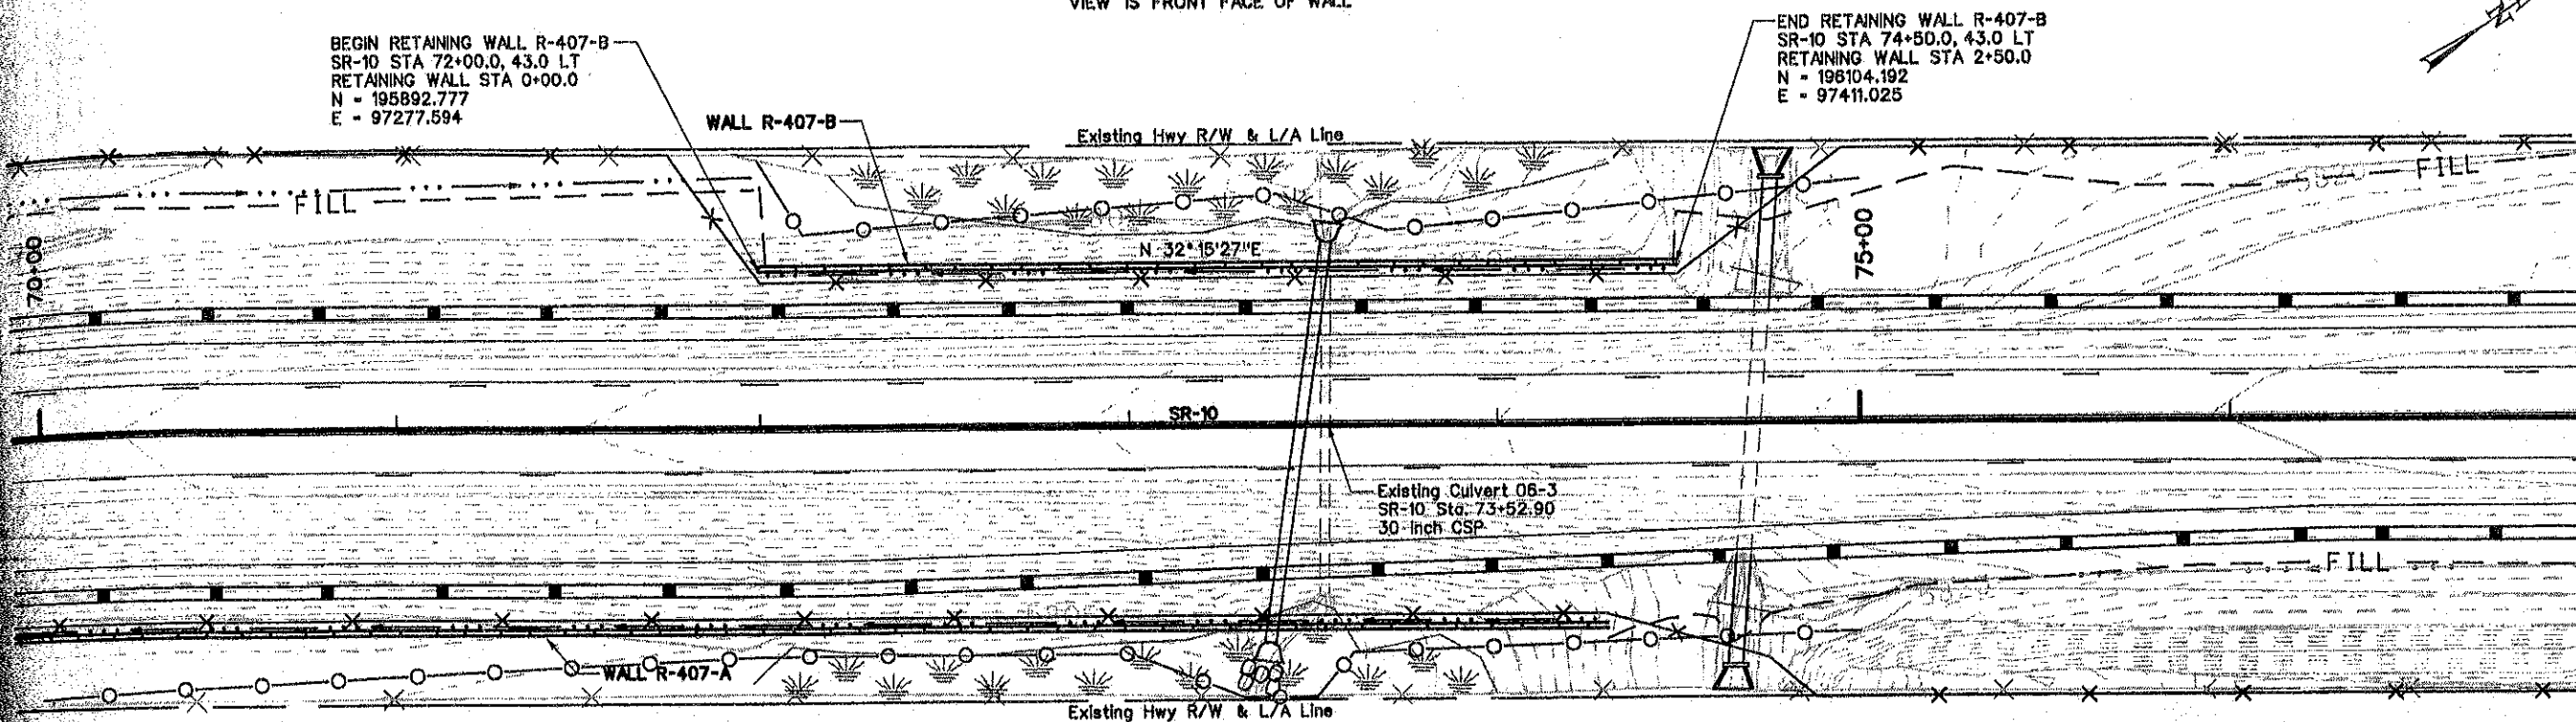 VIEW IS FRONT FACE OF WALL
BEGIN RETAINING WALL R-407-B
SR-10 STA 72+00.0, 43.0 LT
RETAINING WALL STA 0+00.0
N = 195892.777
E = 97277.594
END RETAINING WALL R-407-B
SR-10 STA 74+50.0, 43.0 LT
RETAINING WALL STA 2+50.0
N = 196104.192
E = 97411.025
WALL R-407-B
Existing Hwy R/W & L/A Line
FILL
FILL
N 32°15'27"E
70+00
75+00
SR-10
Existing Culvert 06-3
SR-10 Sta. 73+52.90
30 inch CSP
FILL
WALL R-407-A
Existing Hwy R/W & L/A Line